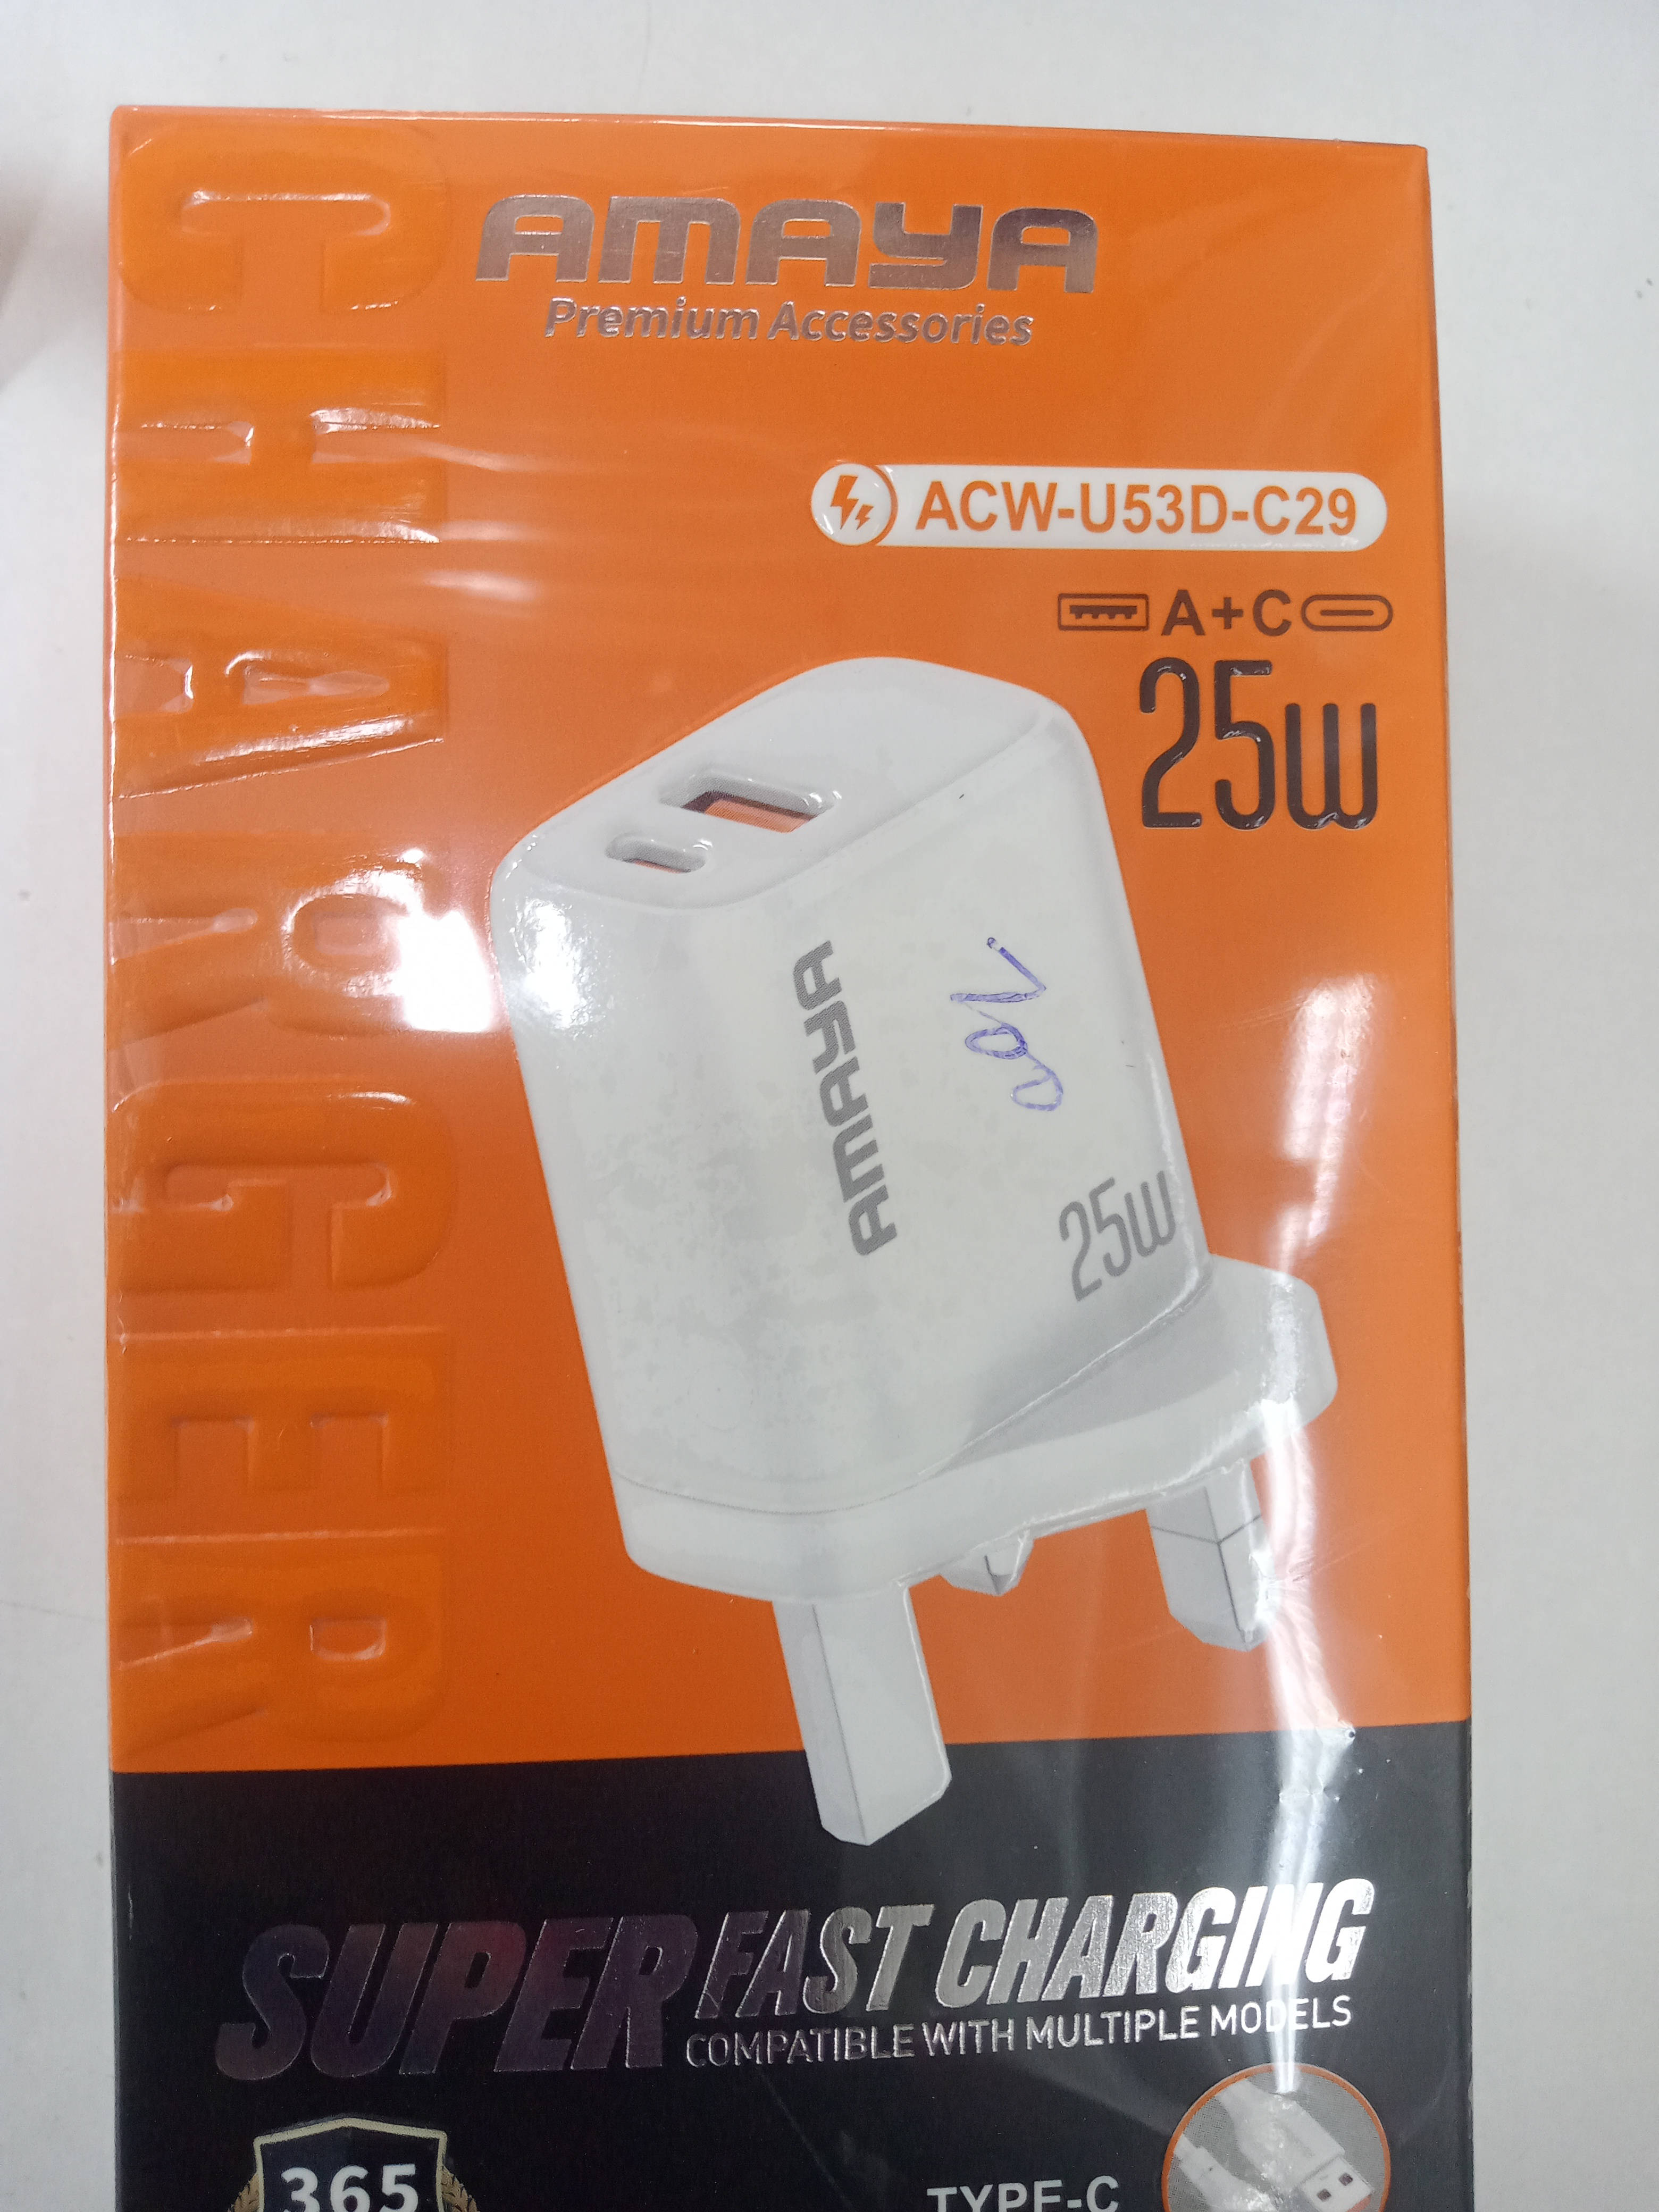 AMAYA
Premium Accessories
CHARGER
ACW-U53D-C29
A+C
25W
AMAYA
25W
SUPER FAST CHARGING
COMPATIBLE WITH MULTIPLE MODELS
365
TYPE-C